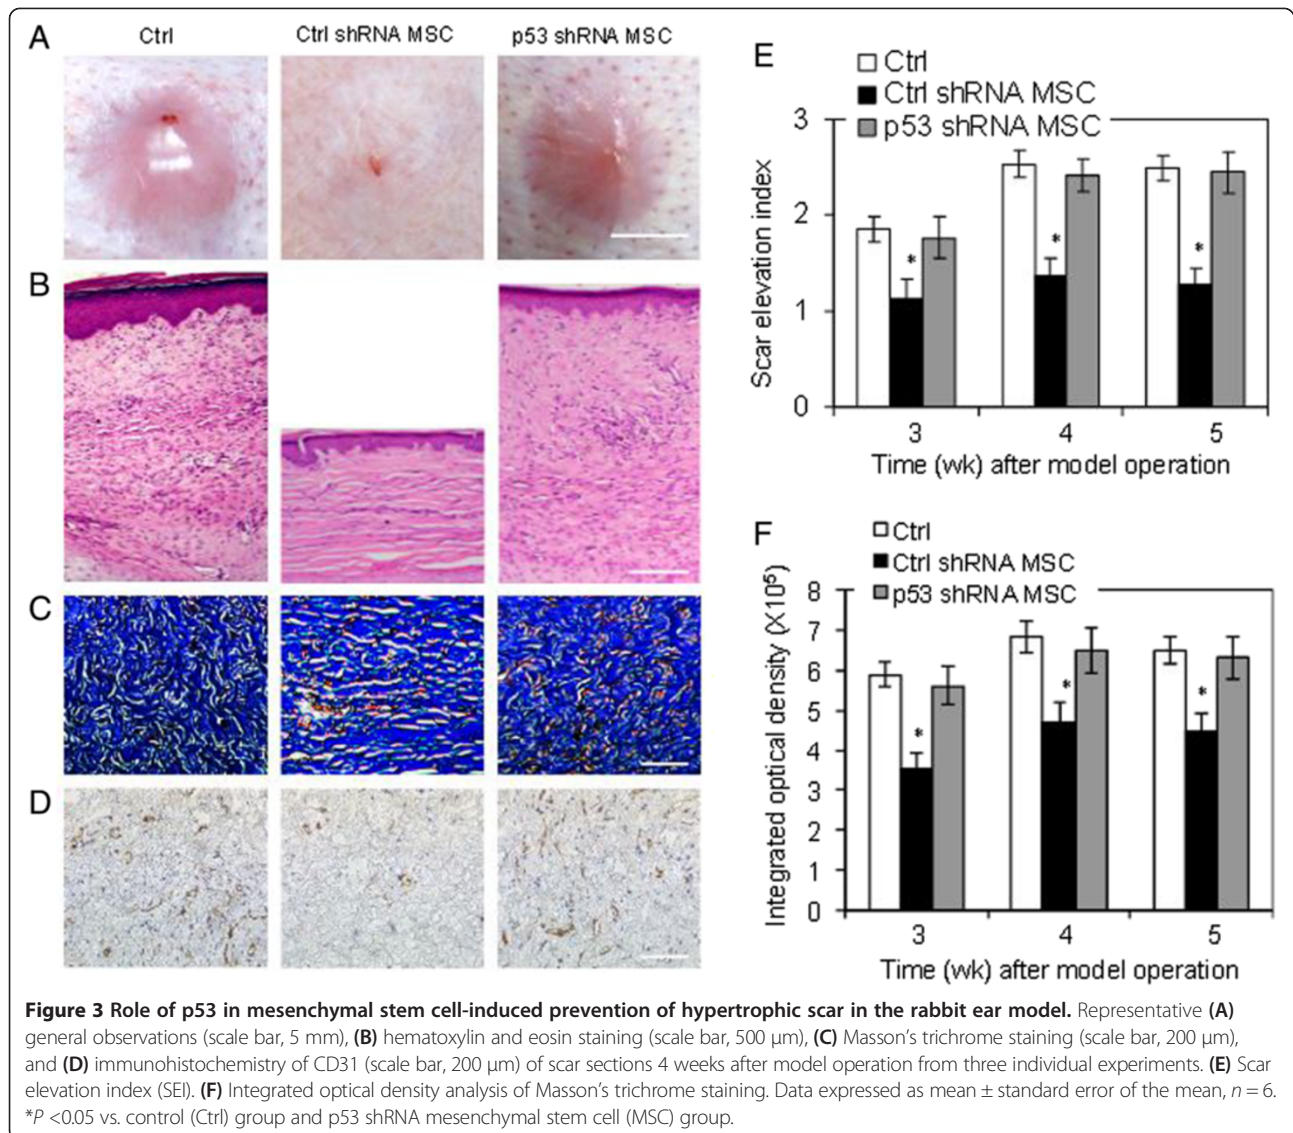 A
Ctrl
Ctrl shRNA MSC
p53 shRNA MSC
B
C
D
E
Ctrl
Ctrl shRNA MSC
p53 shRNA MSC
3
2
1
0
Scar elevation index
3 4 5
Time (wk) after model operation
F
Ctrl
Ctrl shRNA MSC
p53 shRNA MSC
8
7
6
5
4
3
2
1
0
Integrated optical density (X10⁵)
3 4 5
Time (wk) after model operation
* * *
* * *
Figure 3 Role of p53 in mesenchymal stem cell-induced prevention of hypertrophic scar in the rabbit ear model. Representative (A)
general observations (scale bar, 5 mm), (B) hematoxylin and eosin staining (scale bar, 500 μm), (C) Masson's trichrome staining (scale bar, 200 μm),
and (D) immunohistochemistry of CD31 (scale bar, 200 μm) of scar sections 4 weeks after model operation from three individual experiments. (E) Scar
elevation index (SEI). (F) Integrated optical density analysis of Masson's trichrome staining. Data expressed as mean ± standard error of the mean, n = 6.
*P <0.05 vs. control (Ctrl) group and p53 shRNA mesenchymal stem cell (MSC) group.